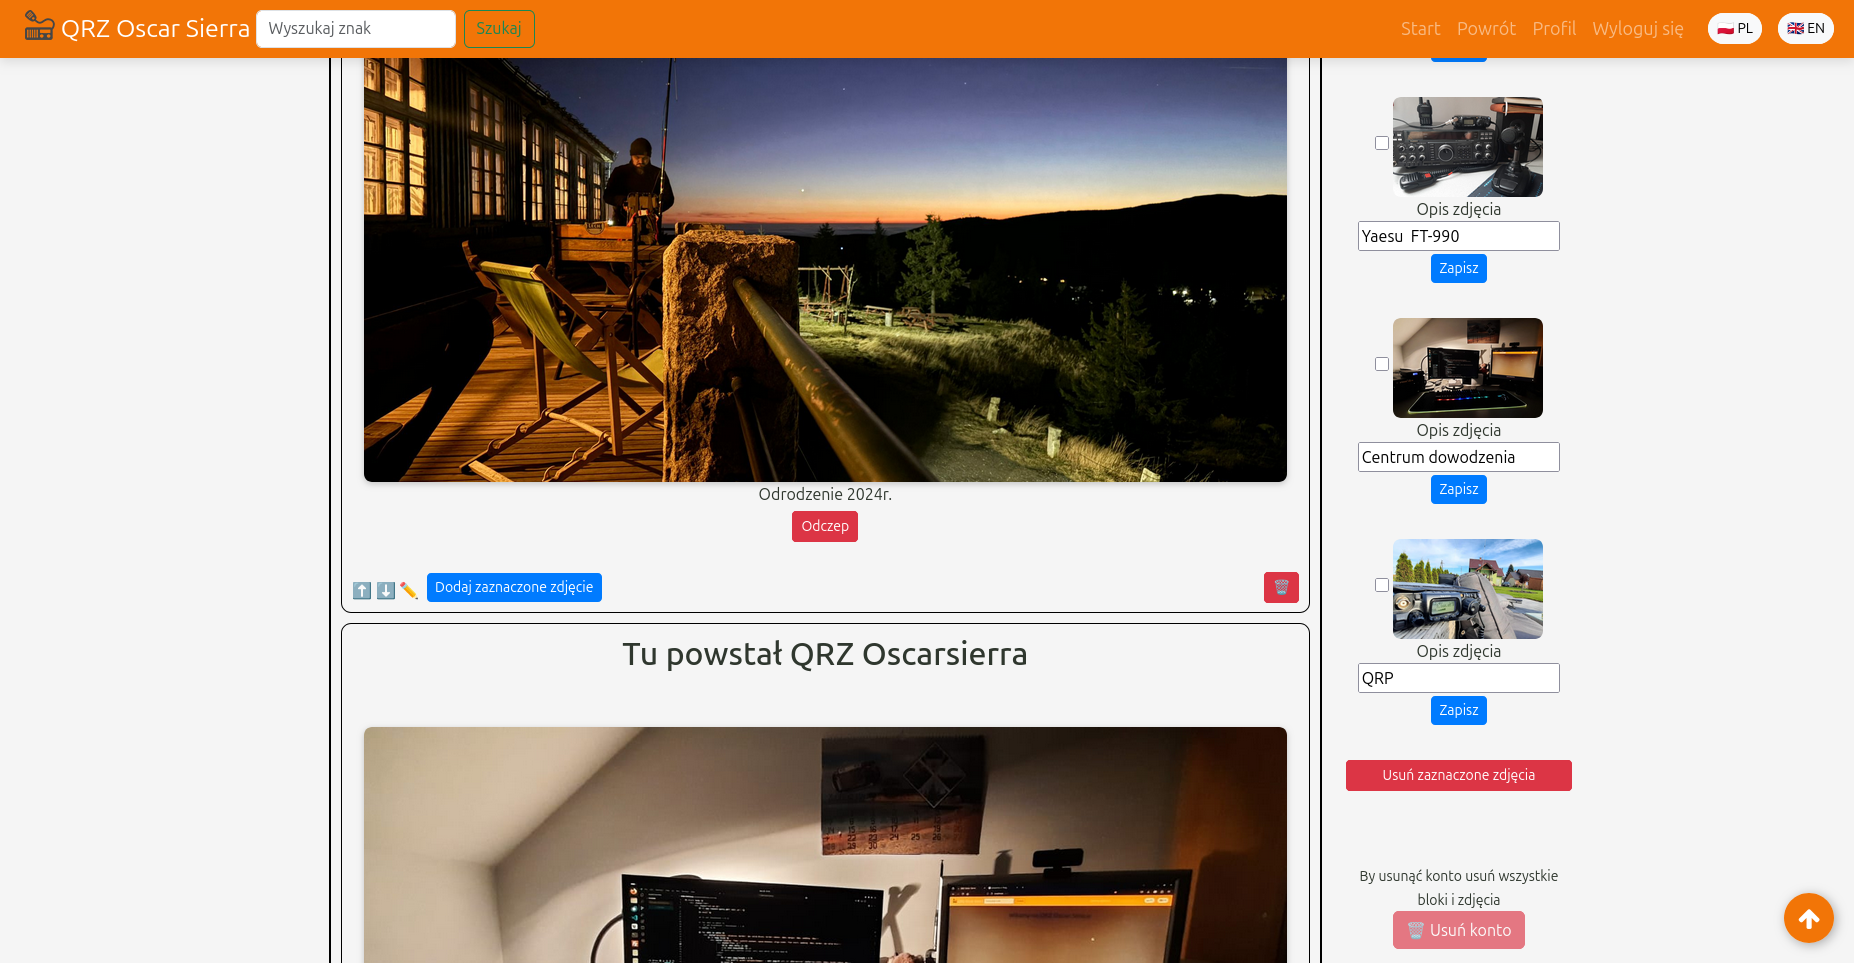 QRZ Oscar Sierra Wyszukaj znak Szukaj Start Powrót Profil Wyloguj się PL EN
Odrodzenie 2024r.
Odczep
Dodaj zaznaczone zdjęcie
Tu powstał QRZ Oscarsierra
Opis zdjęcia
Yaesu FT-990
Zapisz
Opis zdjęcia
Centrum dowodzenia
Zapisz
Opis zdjęcia
QRP
Zapisz
Usuń zaznaczone zdjęcia
By usunąć konto usuń wszystkie
bloki i zdjęcia
Usuń konto